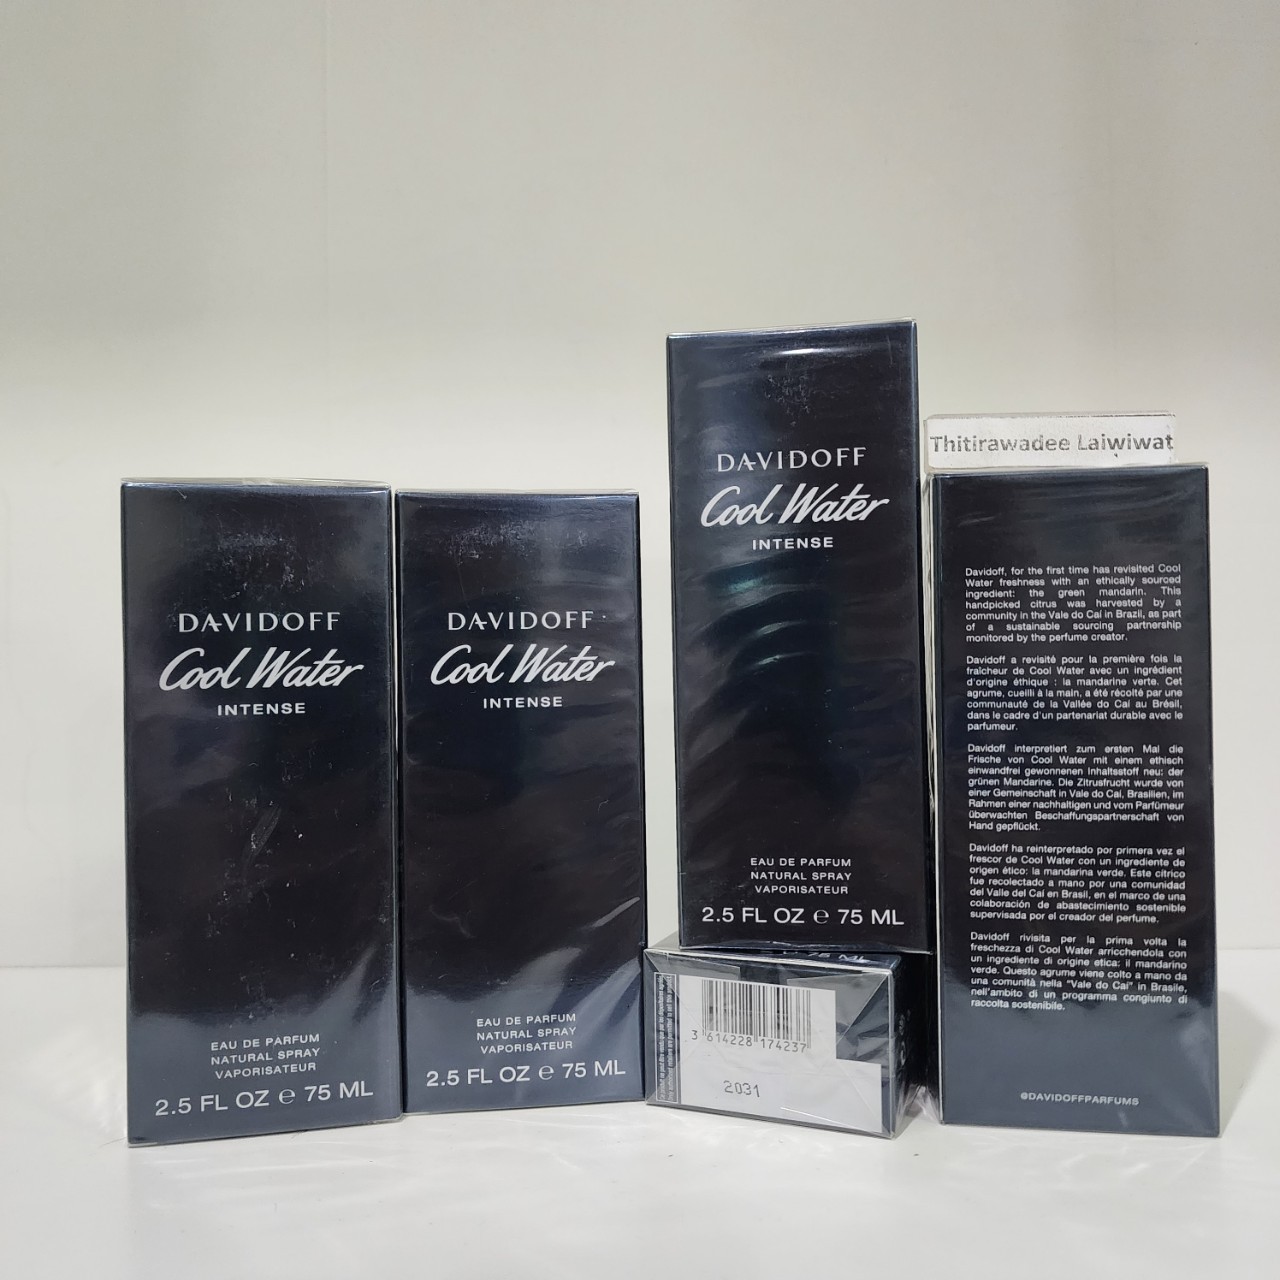 DAVIDOFF
Cool Water
INTENSE
EAU DE PARFUM
NATURAL SPRAY
VAPORISATEUR
2.5 FL OZ e 75 ML
DAVIDOFF
Cool Water
INTENSE
EAU DE PARFUM
NATURAL SPRAY
VAPORISATEUR
2.5 FL OZ e 75 ML
DAVIDOFF
Cool Water
INTENSE
EAU DE PARFUM
NATURAL SPRAY
VAPORISATEUR
2.5 FL OZ e 75 ML
75 ML
3 614228 174237
2031
Thitirawadee Laiwiwat
Davidoff, for the first time has revisited Cool
Water freshness with an ethically sourced
ingredient: the green mandarin. This
handpicked citrus was harvested by a
community in the Vale do Caí in Brazil, as part
of a sustainable sourcing partnership
monitored by the perfume creator.
Davidoff a revisité pour la première fois la
fraîcheur de Cool Water avec un ingrédient
d'origine éthique : la mandarine verte. Cet
agrume, cueilli à la main, a été récolté par une
communauté de la Vallée do Caí au Brésil,
dans le cadre d'un partenariat durable avec le
parfumeur.
Davidoff interpretiert zum ersten Mal die
Frische von Cool Water mit einem ethisch
einwandfrei gewonnenen Inhaltsstoff neu: der
grünen Mandarine. Die Zitrusfrucht wurde von
einer Gemeinschaft in Vale do Caí, Brasilien, im
Rahmen einer nachhaltigen und vom Parfümeur
überwachten Beschaffungspartnerschaft von
Hand gepflückt.
Davidoff ha reinterpretado por primera vez el
frescor de Cool Water con un ingrediente de
origen ético: la mandarina verde. Este cítrico
fue recolectado a mano por una comunidad
del Valle del Caí en Brasil, en el marco de una
colaboración de abastecimiento sostenible
supervisada por el creador del perfume.
Davidoff rivisita per la prima volta la
freschezza di Cool Water arricchendola con
un ingrediente di origine etica: il mandarino
verde. Questo agrume viene colto a mano da
una comunità nella "Vale do Caí" in Brasile,
nell'ambito di un programma congiunto di
raccolta sostenibile.
@DAVIDOFFPARFUMS